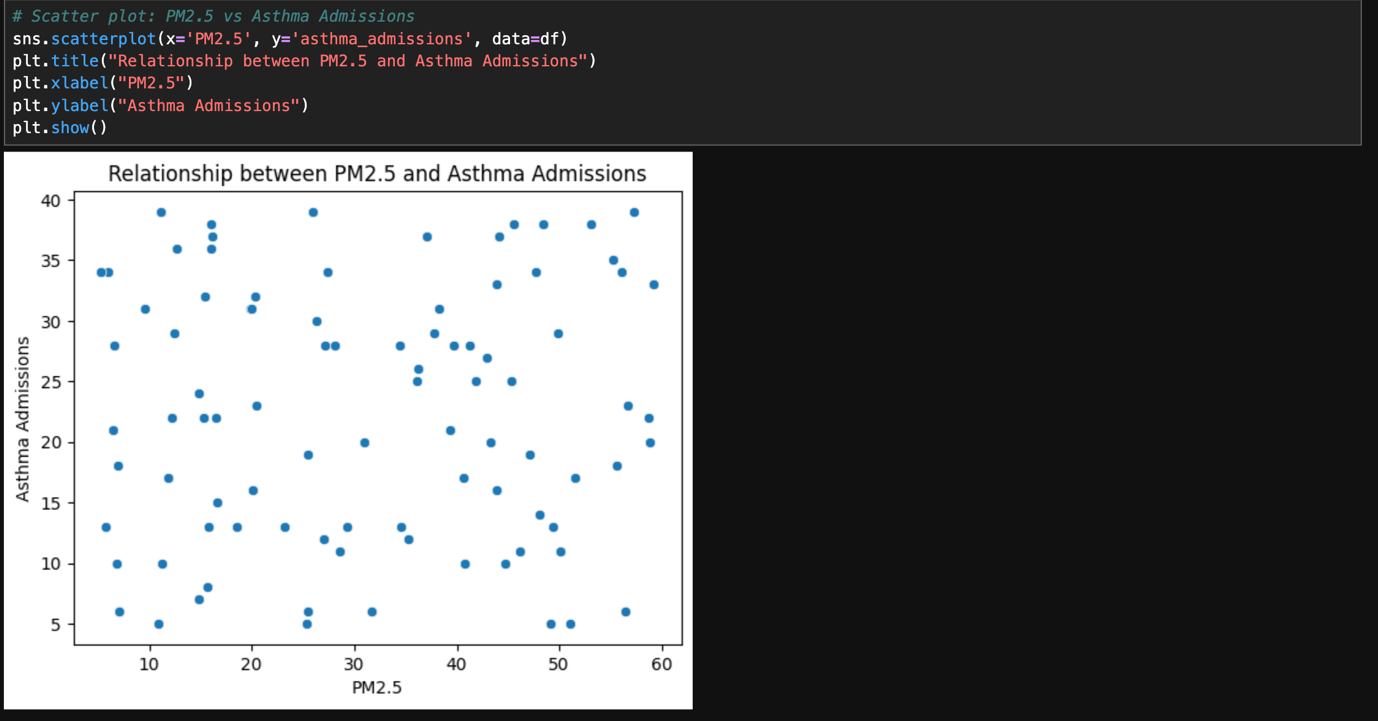 # Scatter plot: PM2.5 vs Asthma Admissions
sns.scatterplot(x='PM2.5', y='asthma_admissions', data=df)
plt.title("Relationship between PM2.5 and Asthma Admissions")
plt.xlabel("PM2.5")
plt.ylabel("Asthma Admissions")
plt.show()
Relationship between PM2.5 and Asthma Admissions
40
35
30
25
20
15
10
5
Asthma Admissions
10 20 30 40 50 60
PM2.5